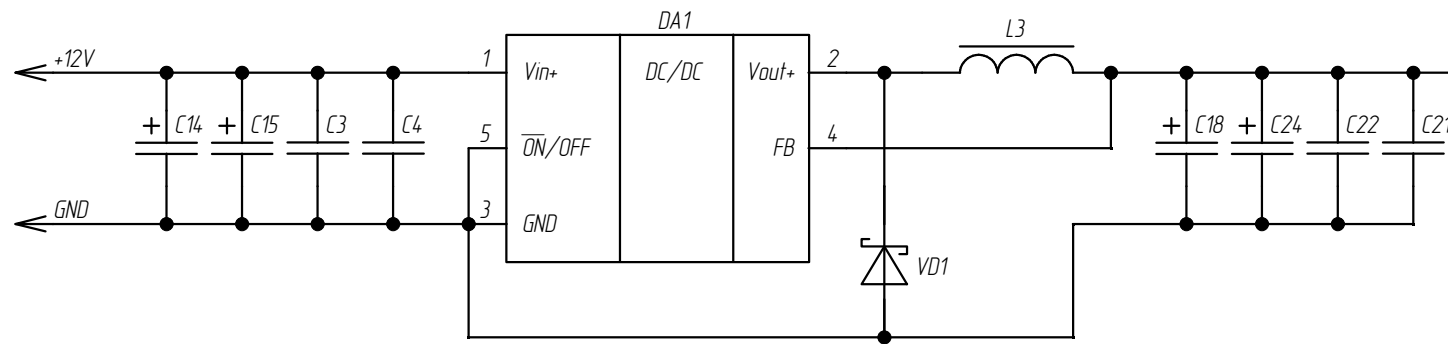 DA1
L3
+12V
1
Vin+
DC/DC
Vout+
2
+ C14
+ C15
C3
C4
5
ON/OFF
FB
4
+ C18
+ C24
C22
C21
GND
3
GND
VD1